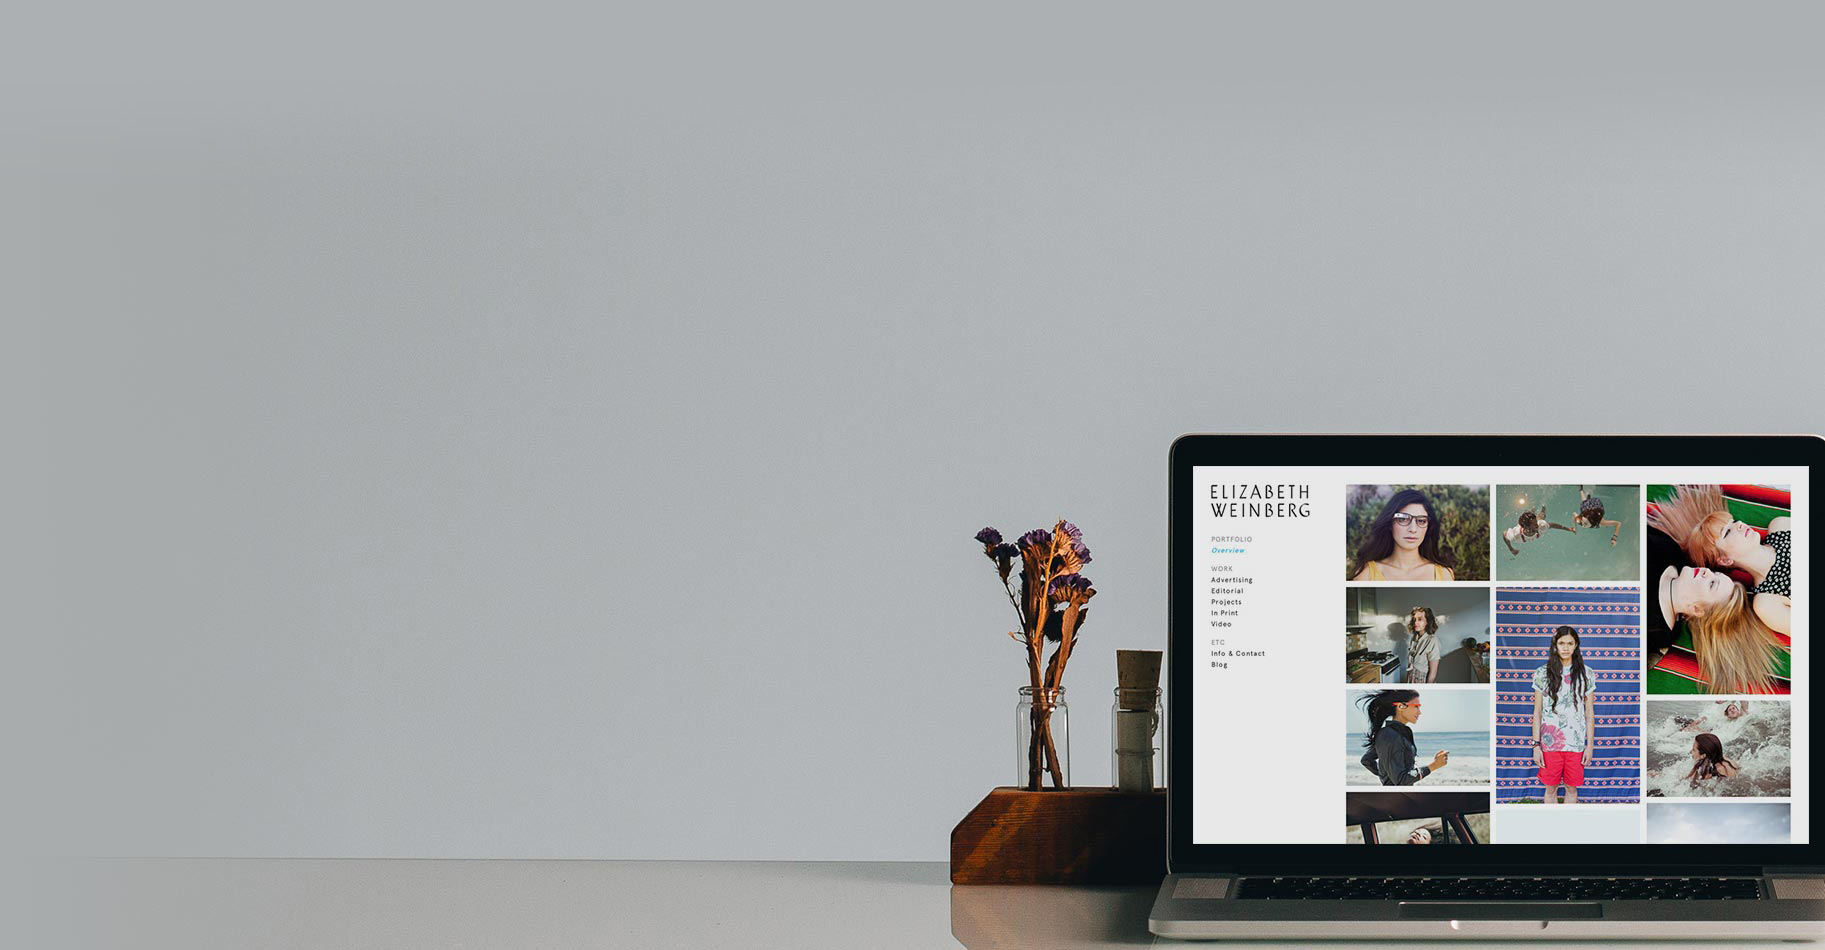 ELIZABETH
WEINBERG
PORTFOLIO
Overview
WORK
Advertising
Editorial
Projects
In Print
Video
ETC
Info & Contact
Blog